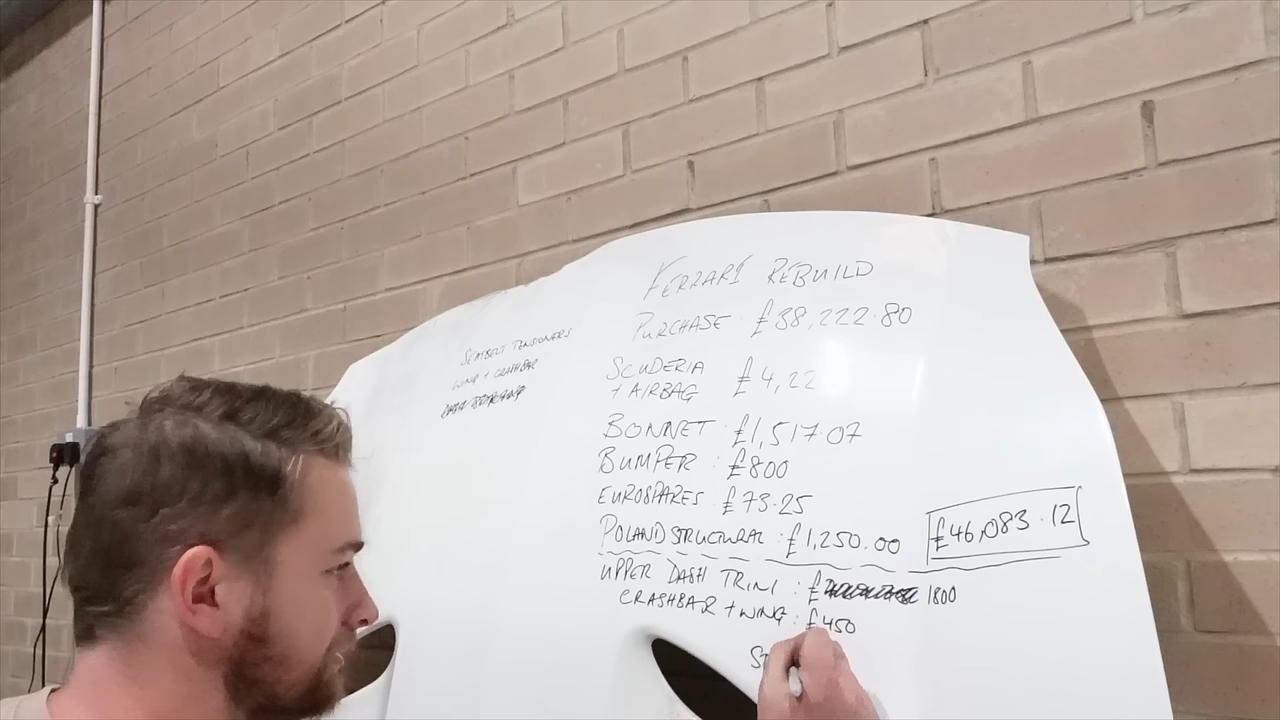 FERRARI REBUILD
PURCHASE : £38,222.80
SCUDERIA
+ AIRBAG £4,22
BONNET : £1,517.07
BUMPER : £800
EUROSPARES : £73.25
POLAND STRUCTURAL : £1,250.00
£46,083.12
UPPER DASH TRIM : £ 1800
CRASHBAR + WING : £450
SEATBELT TENSIONERS
WING + CRASHBAR